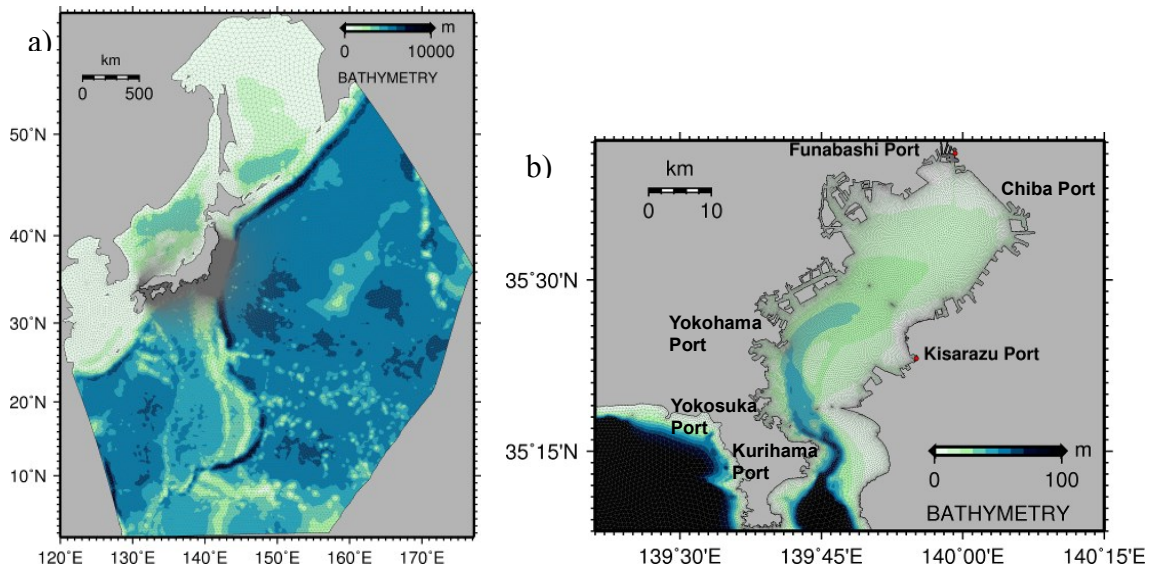 a)
km
0 500
m
0 10000
BATHYMETRY
50°N
40°N
30°N
20°N
10°N
120°E 130°E 140°E 150°E 160°E 170°E
b)
km
0 10
Funabashi Port
Chiba Port
35°30'N
Yokohama
Port
Kisarazu Port
Yokosuka
Port
35°15'N
Kurihama
Port
m
0 100
BATHYMETRY
139°30'E 139°45'E 140°00'E 140°15'E